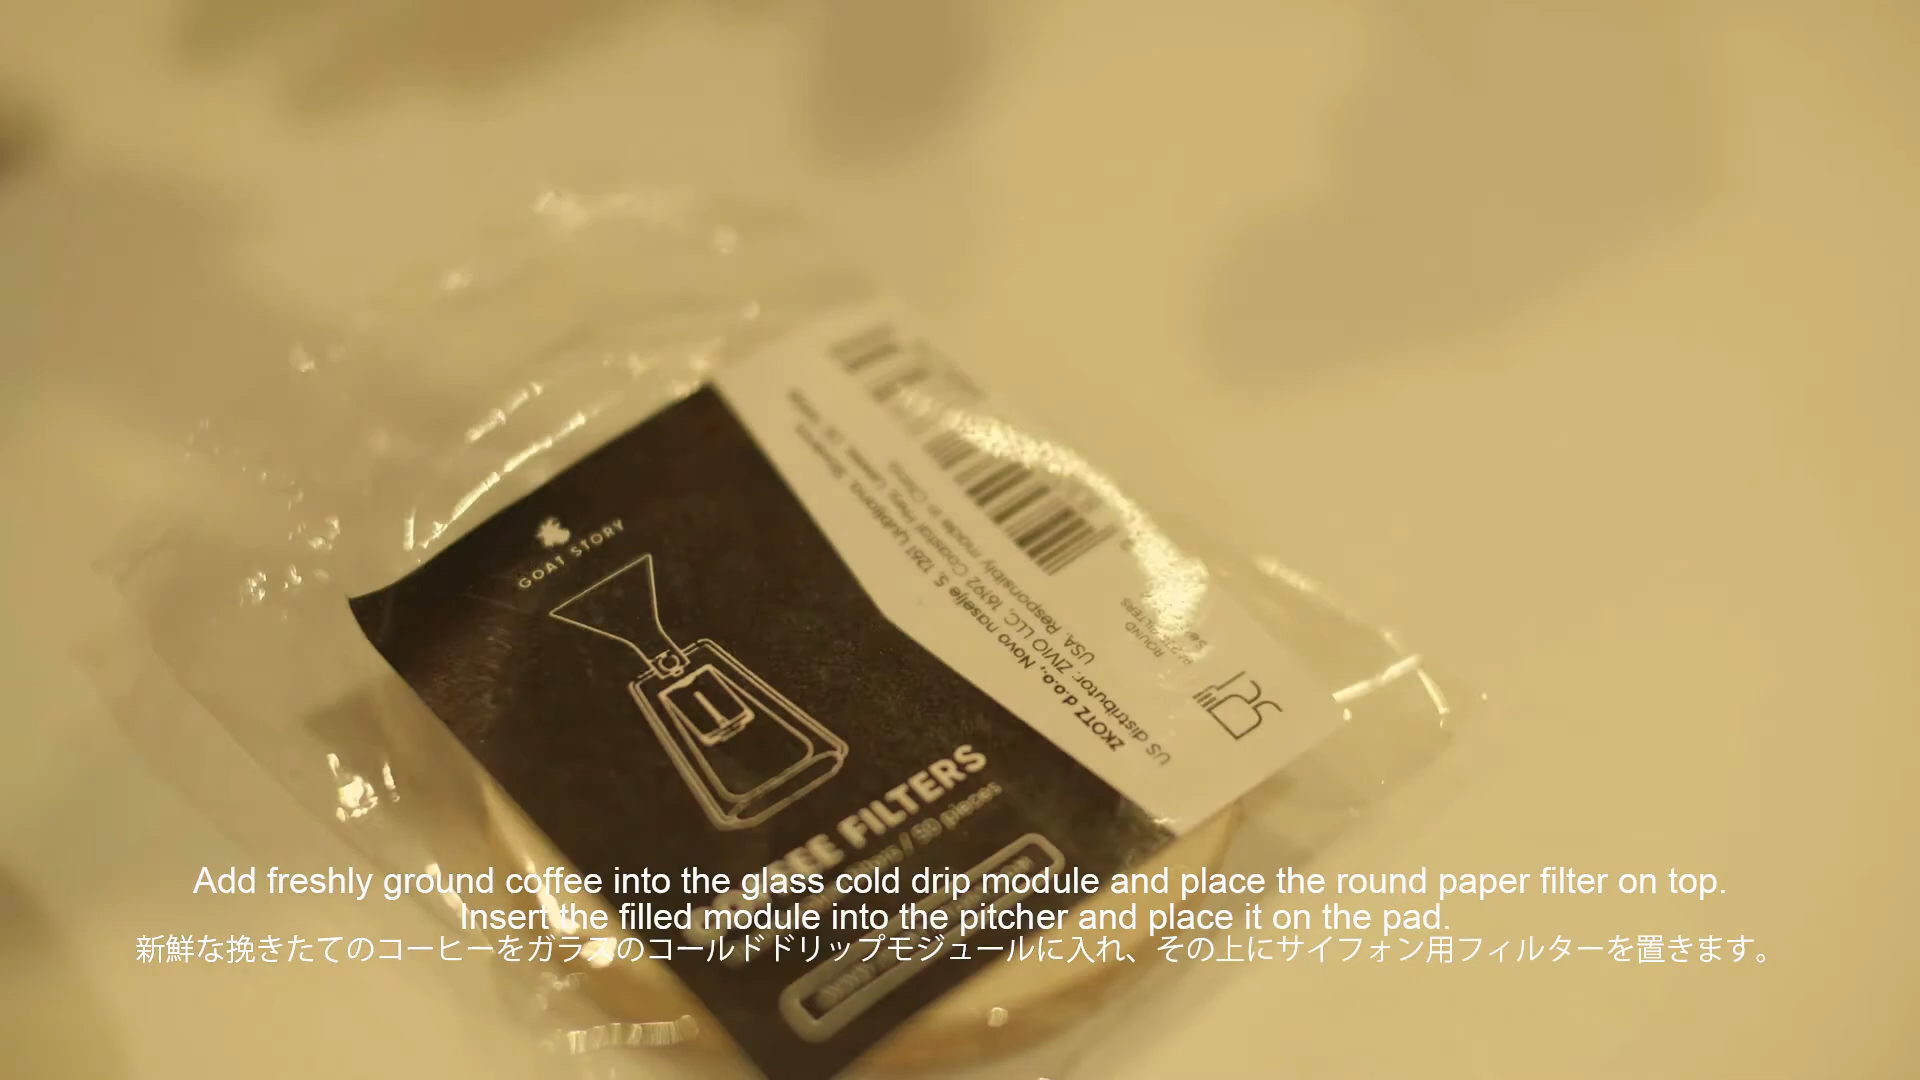 GOAT STORY
FILTERS
50 pieces
ZKOTZ d.o.o., Novo naselje 5, 1261 Ljubljana,
US distributor: ZIVIO LLC, 16192 Coastal Hwy, Lewes,
USA. Responsibly made in China.
ROUND
FILTERS
Add freshly ground coffee into the glass cold drip module and place the round paper filter on top.
Insert the filled module into the pitcher and place it on the pad.
新鮮な挽きたてのコーヒーをガラスのコールドドリップモジュールに入れ、その上にサイフォン用フィルターを置きます。